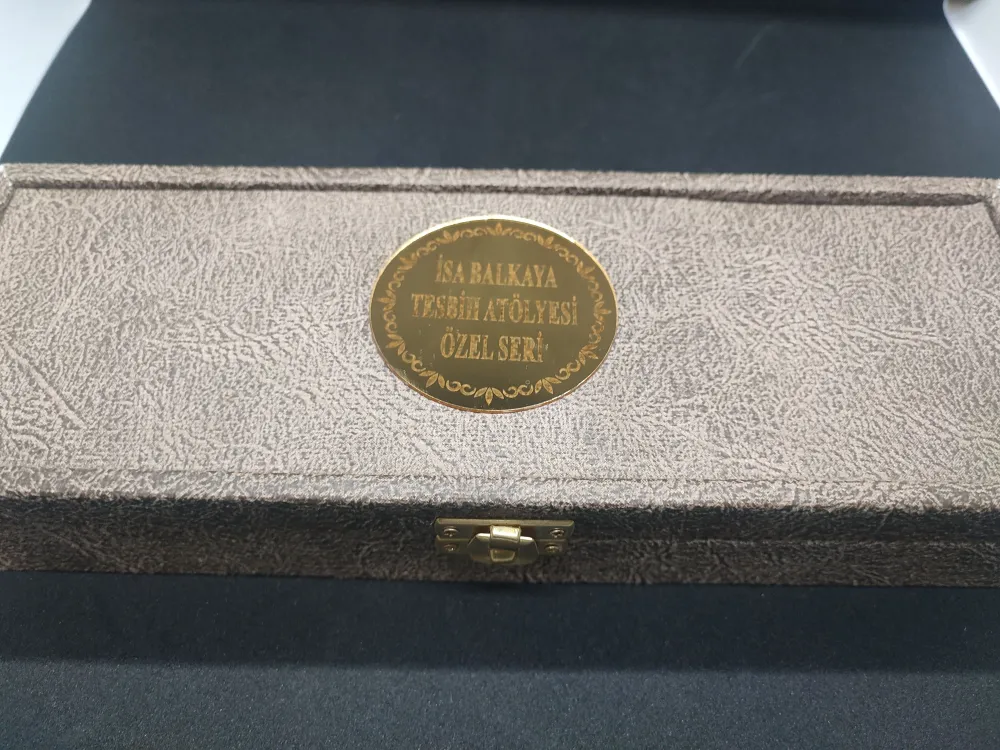 İSA BALKAYA
TESBİH ATÖLYESİ
ÖZEL SERİ